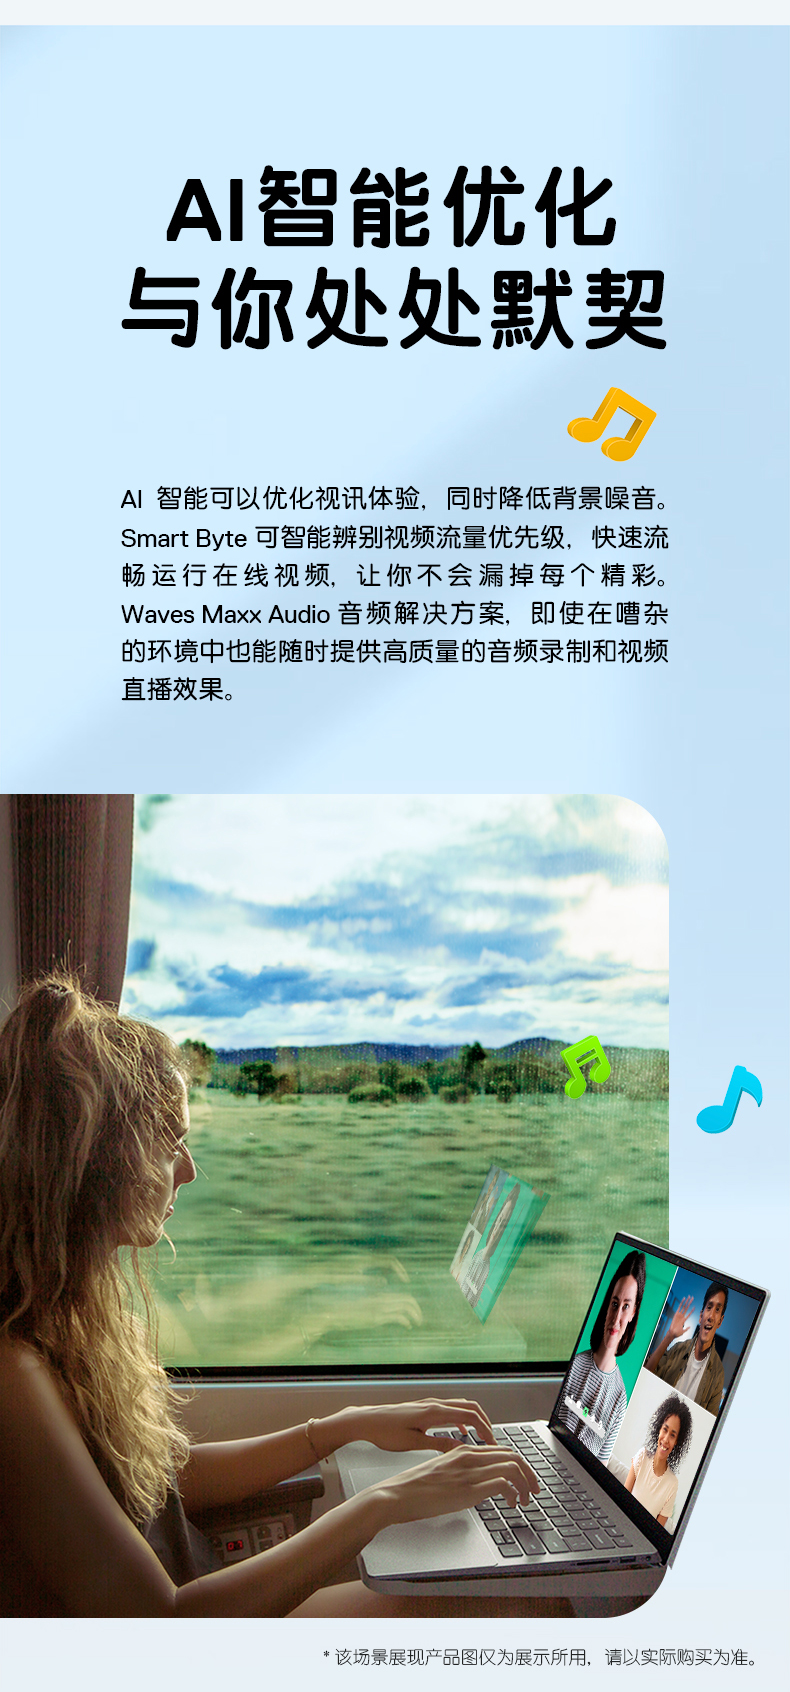 AI智能优化
与你处处默契
AI 智能可以优化视讯体验，同时降低背景噪音。
Smart Byte 可智能辨别视频流量优先级，快速流
畅运行在线视频，让你不会漏掉每个精彩。
Waves Maxx Audio 音频解决方案，即使在嘈杂
的环境中也能随时提供高质量的音频录制和视频
直播效果。
* 该场景展现产品图仅为展示所用，请以实际购买为准。